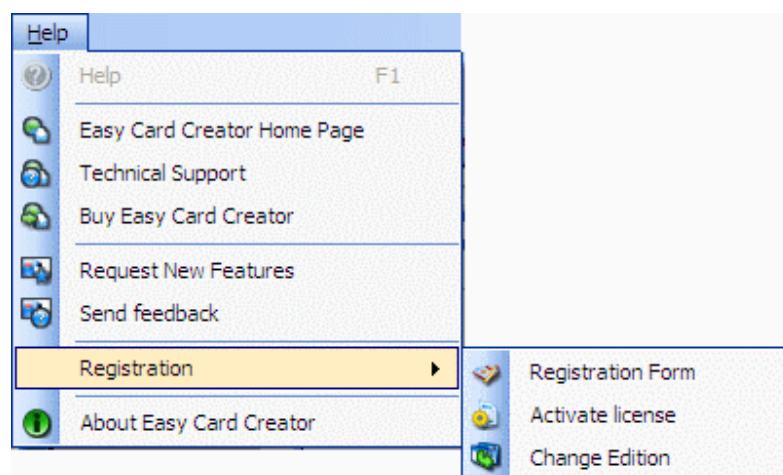 Help
Help F1
Easy Card Creator Home Page
Technical Support
Buy Easy Card Creator
Request New Features
Send feedback
Registration
Registration Form
About Easy Card Creator
Activate license
Change Edition